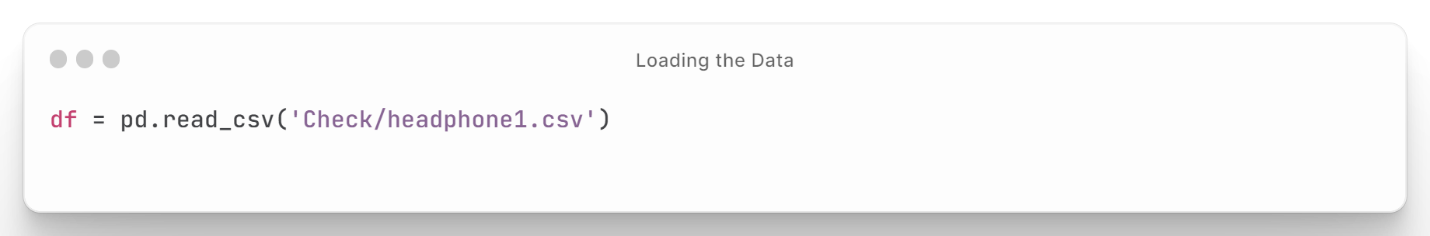 Loading the Data
df = pd.read_csv('Check/headphone1.csv')